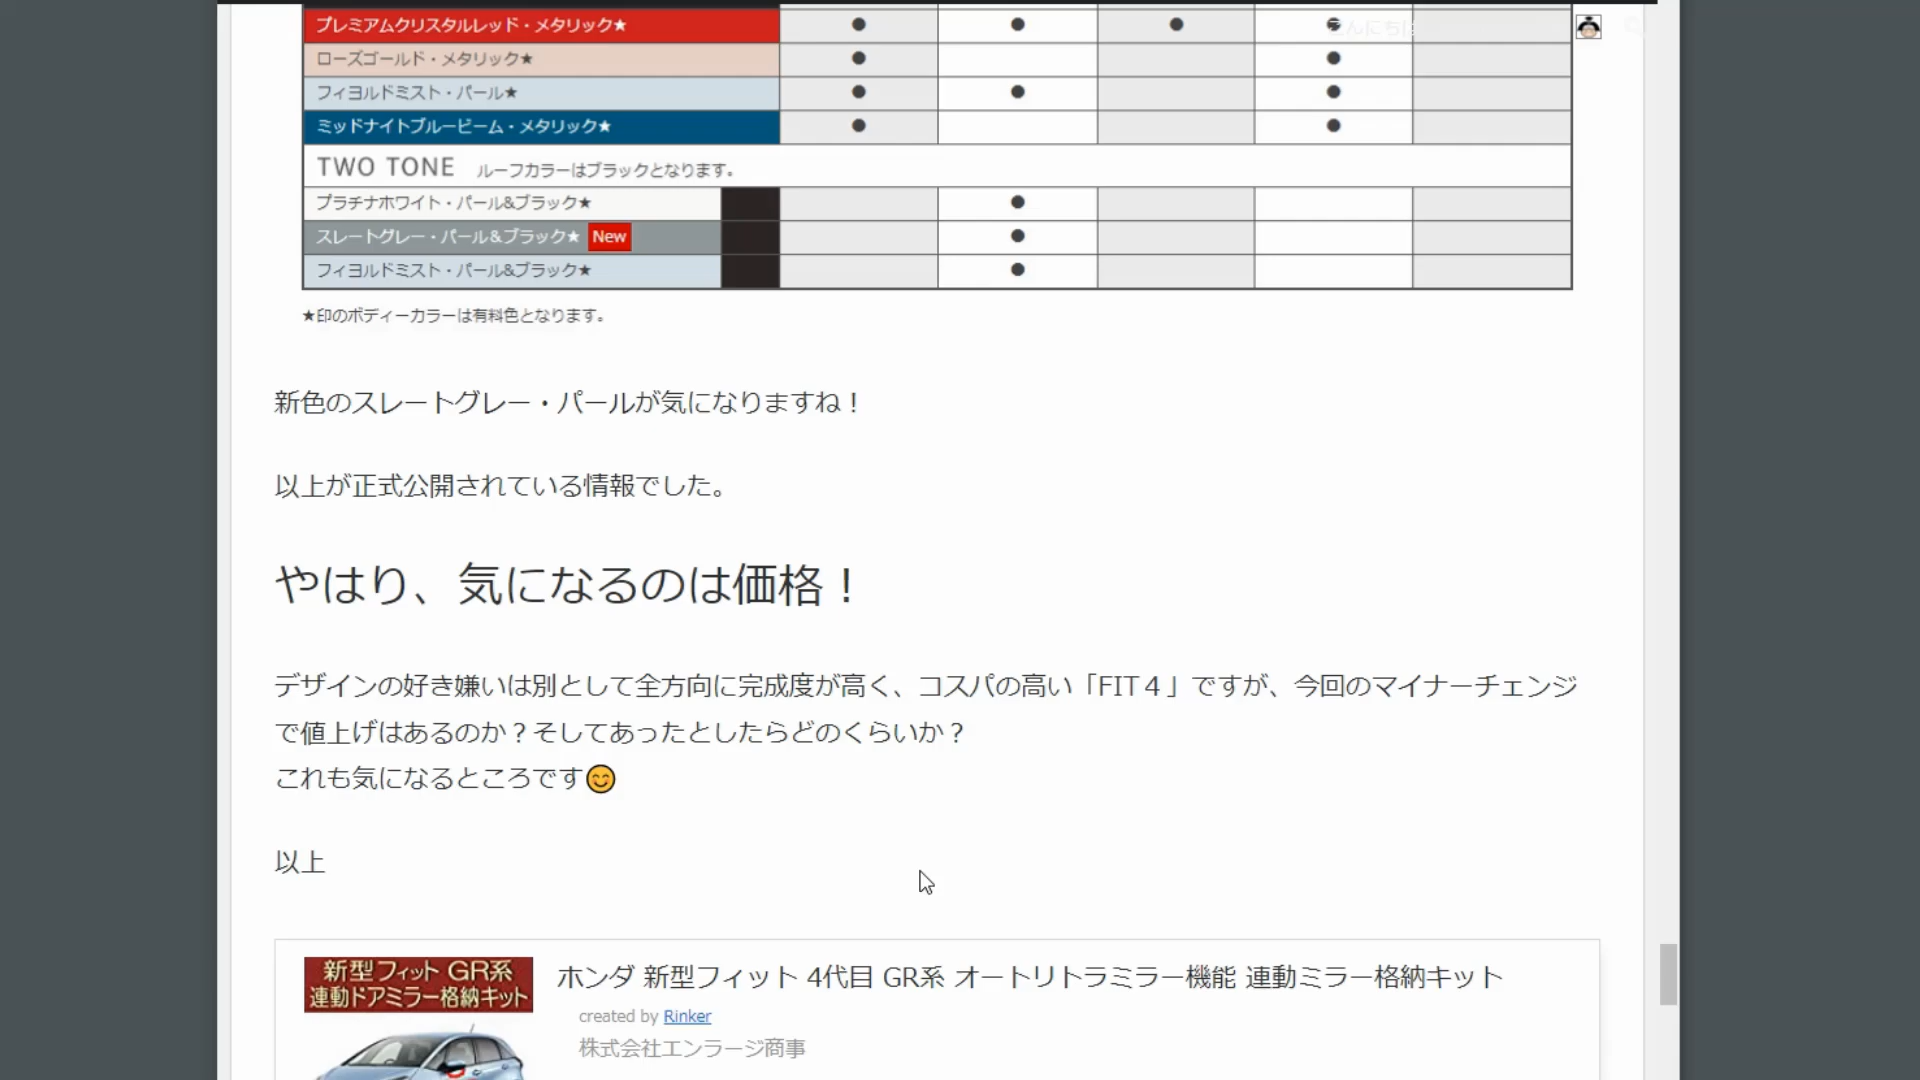 プレミアムクリスタルレッド・メタリック★ ● ● ● ●
ローズゴールド・メタリック★ ● ●
フィヨルドミスト・パール★ ● ● ●
ミッドナイトブルービーム・メタリック★ ● ●
TWO TONE ルーフカラーはブラックとなります。
プラチナホワイト・パール&ブラック★ ●
スレートグレー・パール&ブラック★ New ●
フィヨルドミスト・パール&ブラック★ ●
★印のボディーカラーは有料色となります。
新色のスレートグレー・パールが気になりますね！
以上が正式公開されている情報でした。
やはり、気になるのは価格！
デザインの好き嫌いは別として全方向に完成度が高く、コスパの高い「FIT４」ですが、今回のマイナーチェンジ
で値上げはあるのか？そしてあったとしたらどのくらいか？
これも気になるところです😊
以上
新型フィット GR系
連動ドアミラー格納キット
ホンダ 新型フィット 4代目 GR系 オートリトラミラー機能 連動ミラー格納キット
created by Rinker
株式会社エンラージ商事